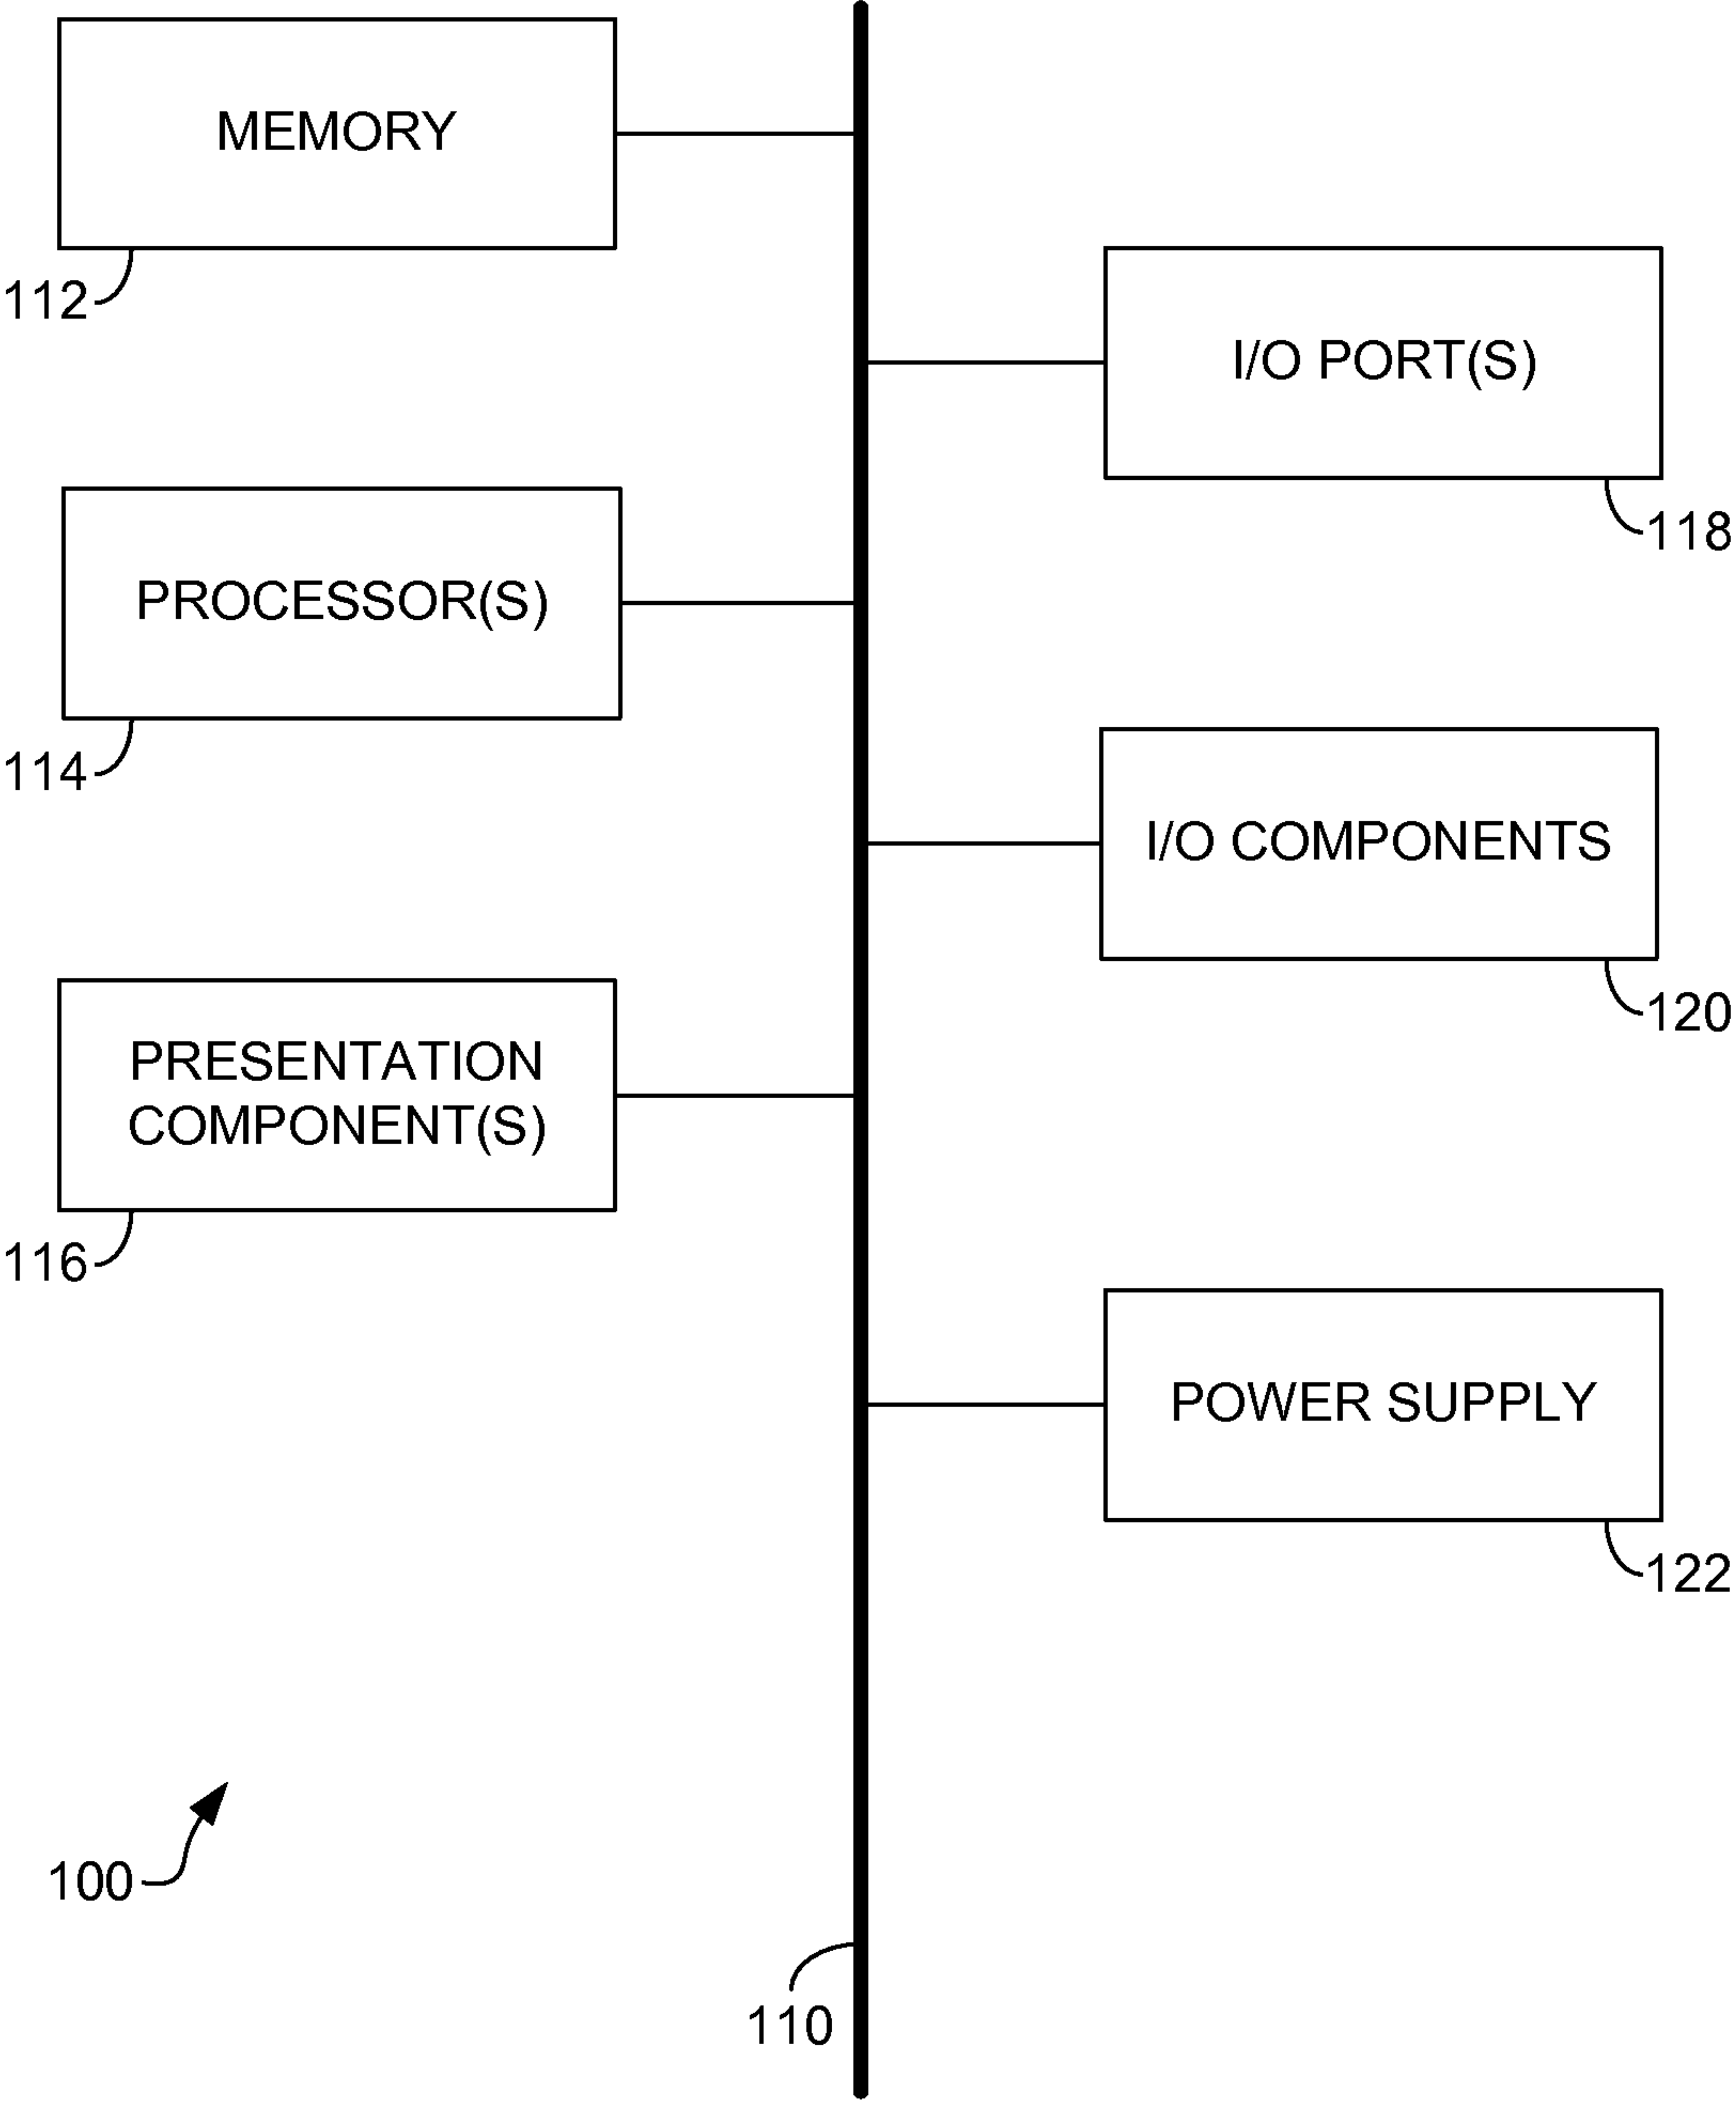 MEMORY
112
I/O PORT(S)
118
PROCESSOR(S)
114
I/O COMPONENTS
120
PRESENTATION
COMPONENT(S)
116
POWER SUPPLY
122
100
110